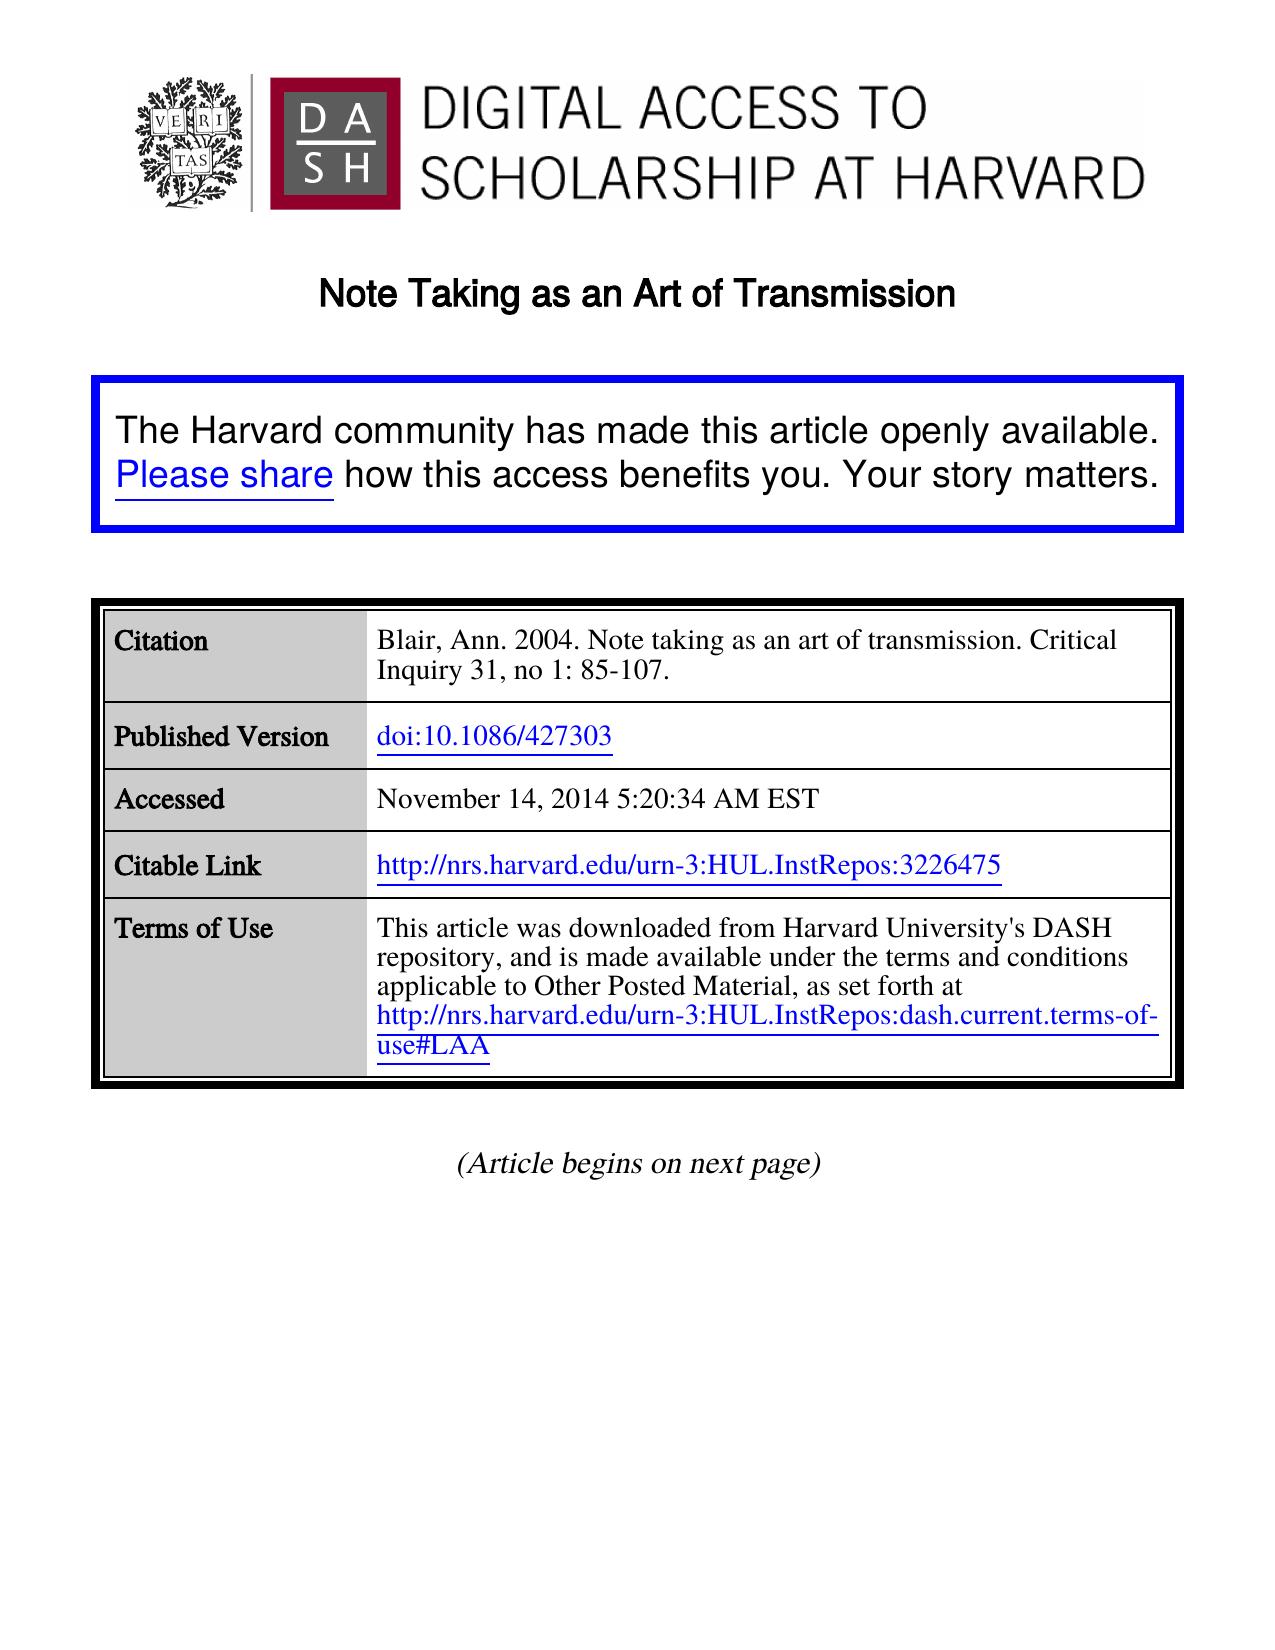 VE RI
TAS
D A
S H
DIGITAL ACCESS TO
SCHOLARSHIP AT HARVARD
Note Taking as an Art of Transmission
The Harvard community has made this article openly available.
Please share how this access benefits you. Your story matters.
Citation
Blair, Ann. 2004. Note taking as an art of transmission. Critical
Inquiry 31, no 1: 85-107.
Published Version
doi:10.1086/427303
Accessed
November 14, 2014 5:20:34 AM EST
Citable Link
http://nrs.harvard.edu/urn-3:HUL.InstRepos:3226475
Terms of Use
This article was downloaded from Harvard University's DASH
repository, and is made available under the terms and conditions
applicable to Other Posted Material, as set forth at
http://nrs.harvard.edu/urn-3:HUL.InstRepos:dash.current.terms-of-
use#LAA
(Article begins on next page)